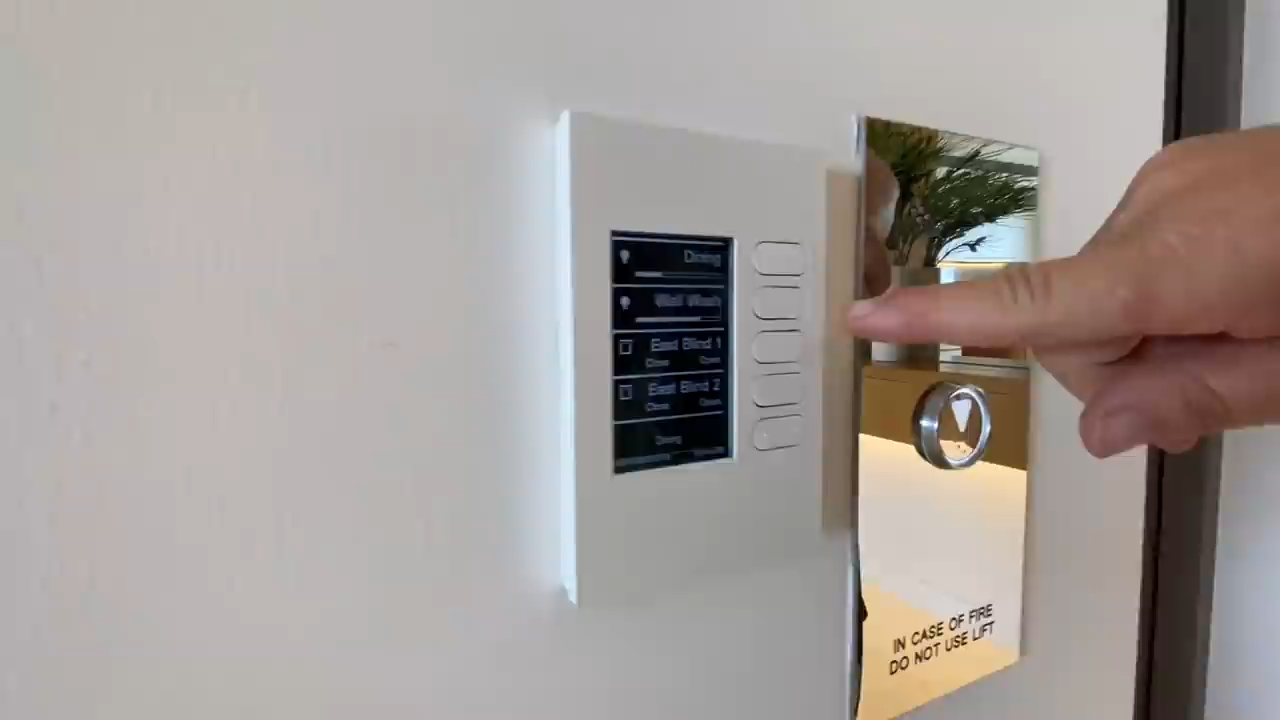 Dining
Wall Wash
East Blind 1
Close Open
East Blind 2
Close Open
Dining
IN CASE OF FIRE
DO NOT USE LIFT